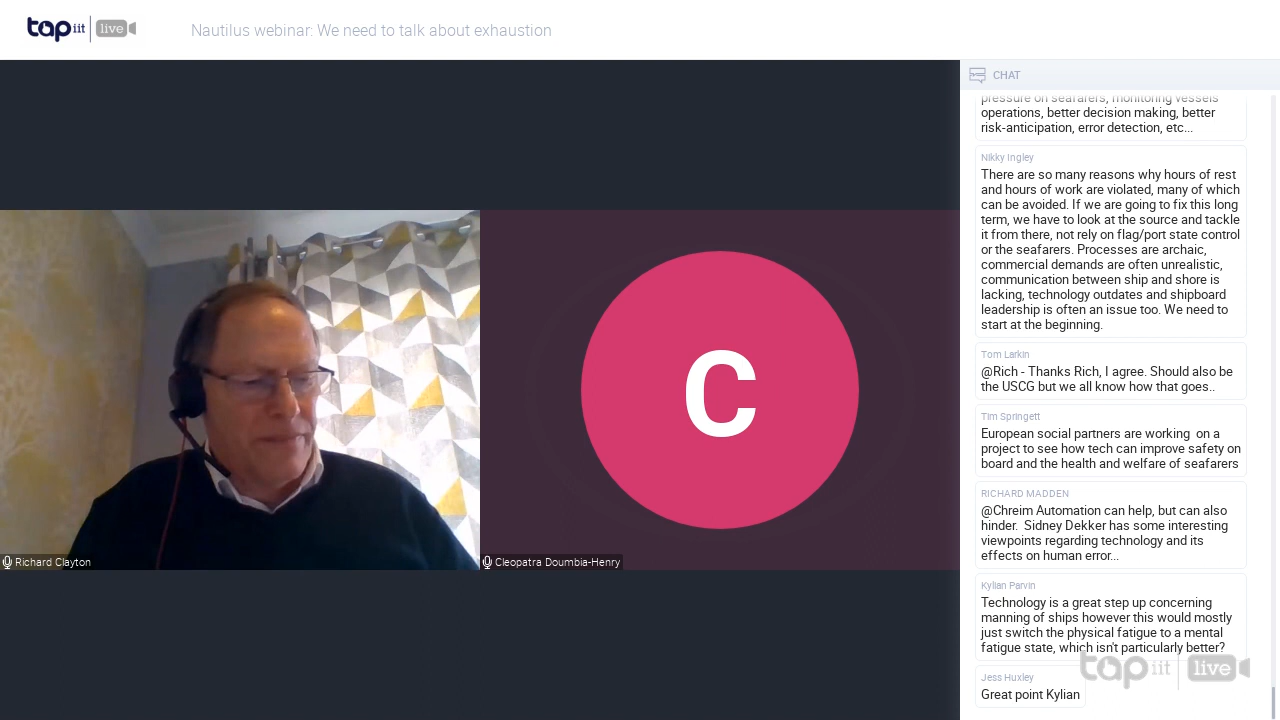 tap iit live
Nautilus webinar: We need to talk about exhaustion
CHAT
pressure on seafarers, monitoring vessels
operations, better decision making, better
risk-anticipation, error detection, etc...
Nikky Ingley
There are so many reasons why hours of rest
and hours of work are violated, many of which
can be avoided. If we are going to fix this long
term, we have to look at the source and tackle
it from there, not rely on flag/port state control
or the seafarers. Processes are archaic,
commercial demands are often unrealistic,
communication between ship and shore is
lacking, technology outdates and shipboard
leadership is often an issue too. We need to
start at the beginning.
Tom Larkin
@Rich - Thanks Rich, I agree. Should also be
the USCG but we all know how that goes..
Tim Springett
European social partners are working on a
project to see how tech can improve safety on
board and the health and welfare of seafarers
RICHARD MADDEN
@Chreim Automation can help, but can also
hinder. Sidney Dekker has some interesting
viewpoints regarding technology and its
effects on human error...
Kylian Parvin
Technology is a great step up concerning
manning of ships however this would mostly
just switch the physical fatigue to a mental
fatigue state, which isn't particularly better?
Jess Huxley
Great point Kylian
C
Richard Clayton
Cleopatra Doumbia-Henry
tap iit live